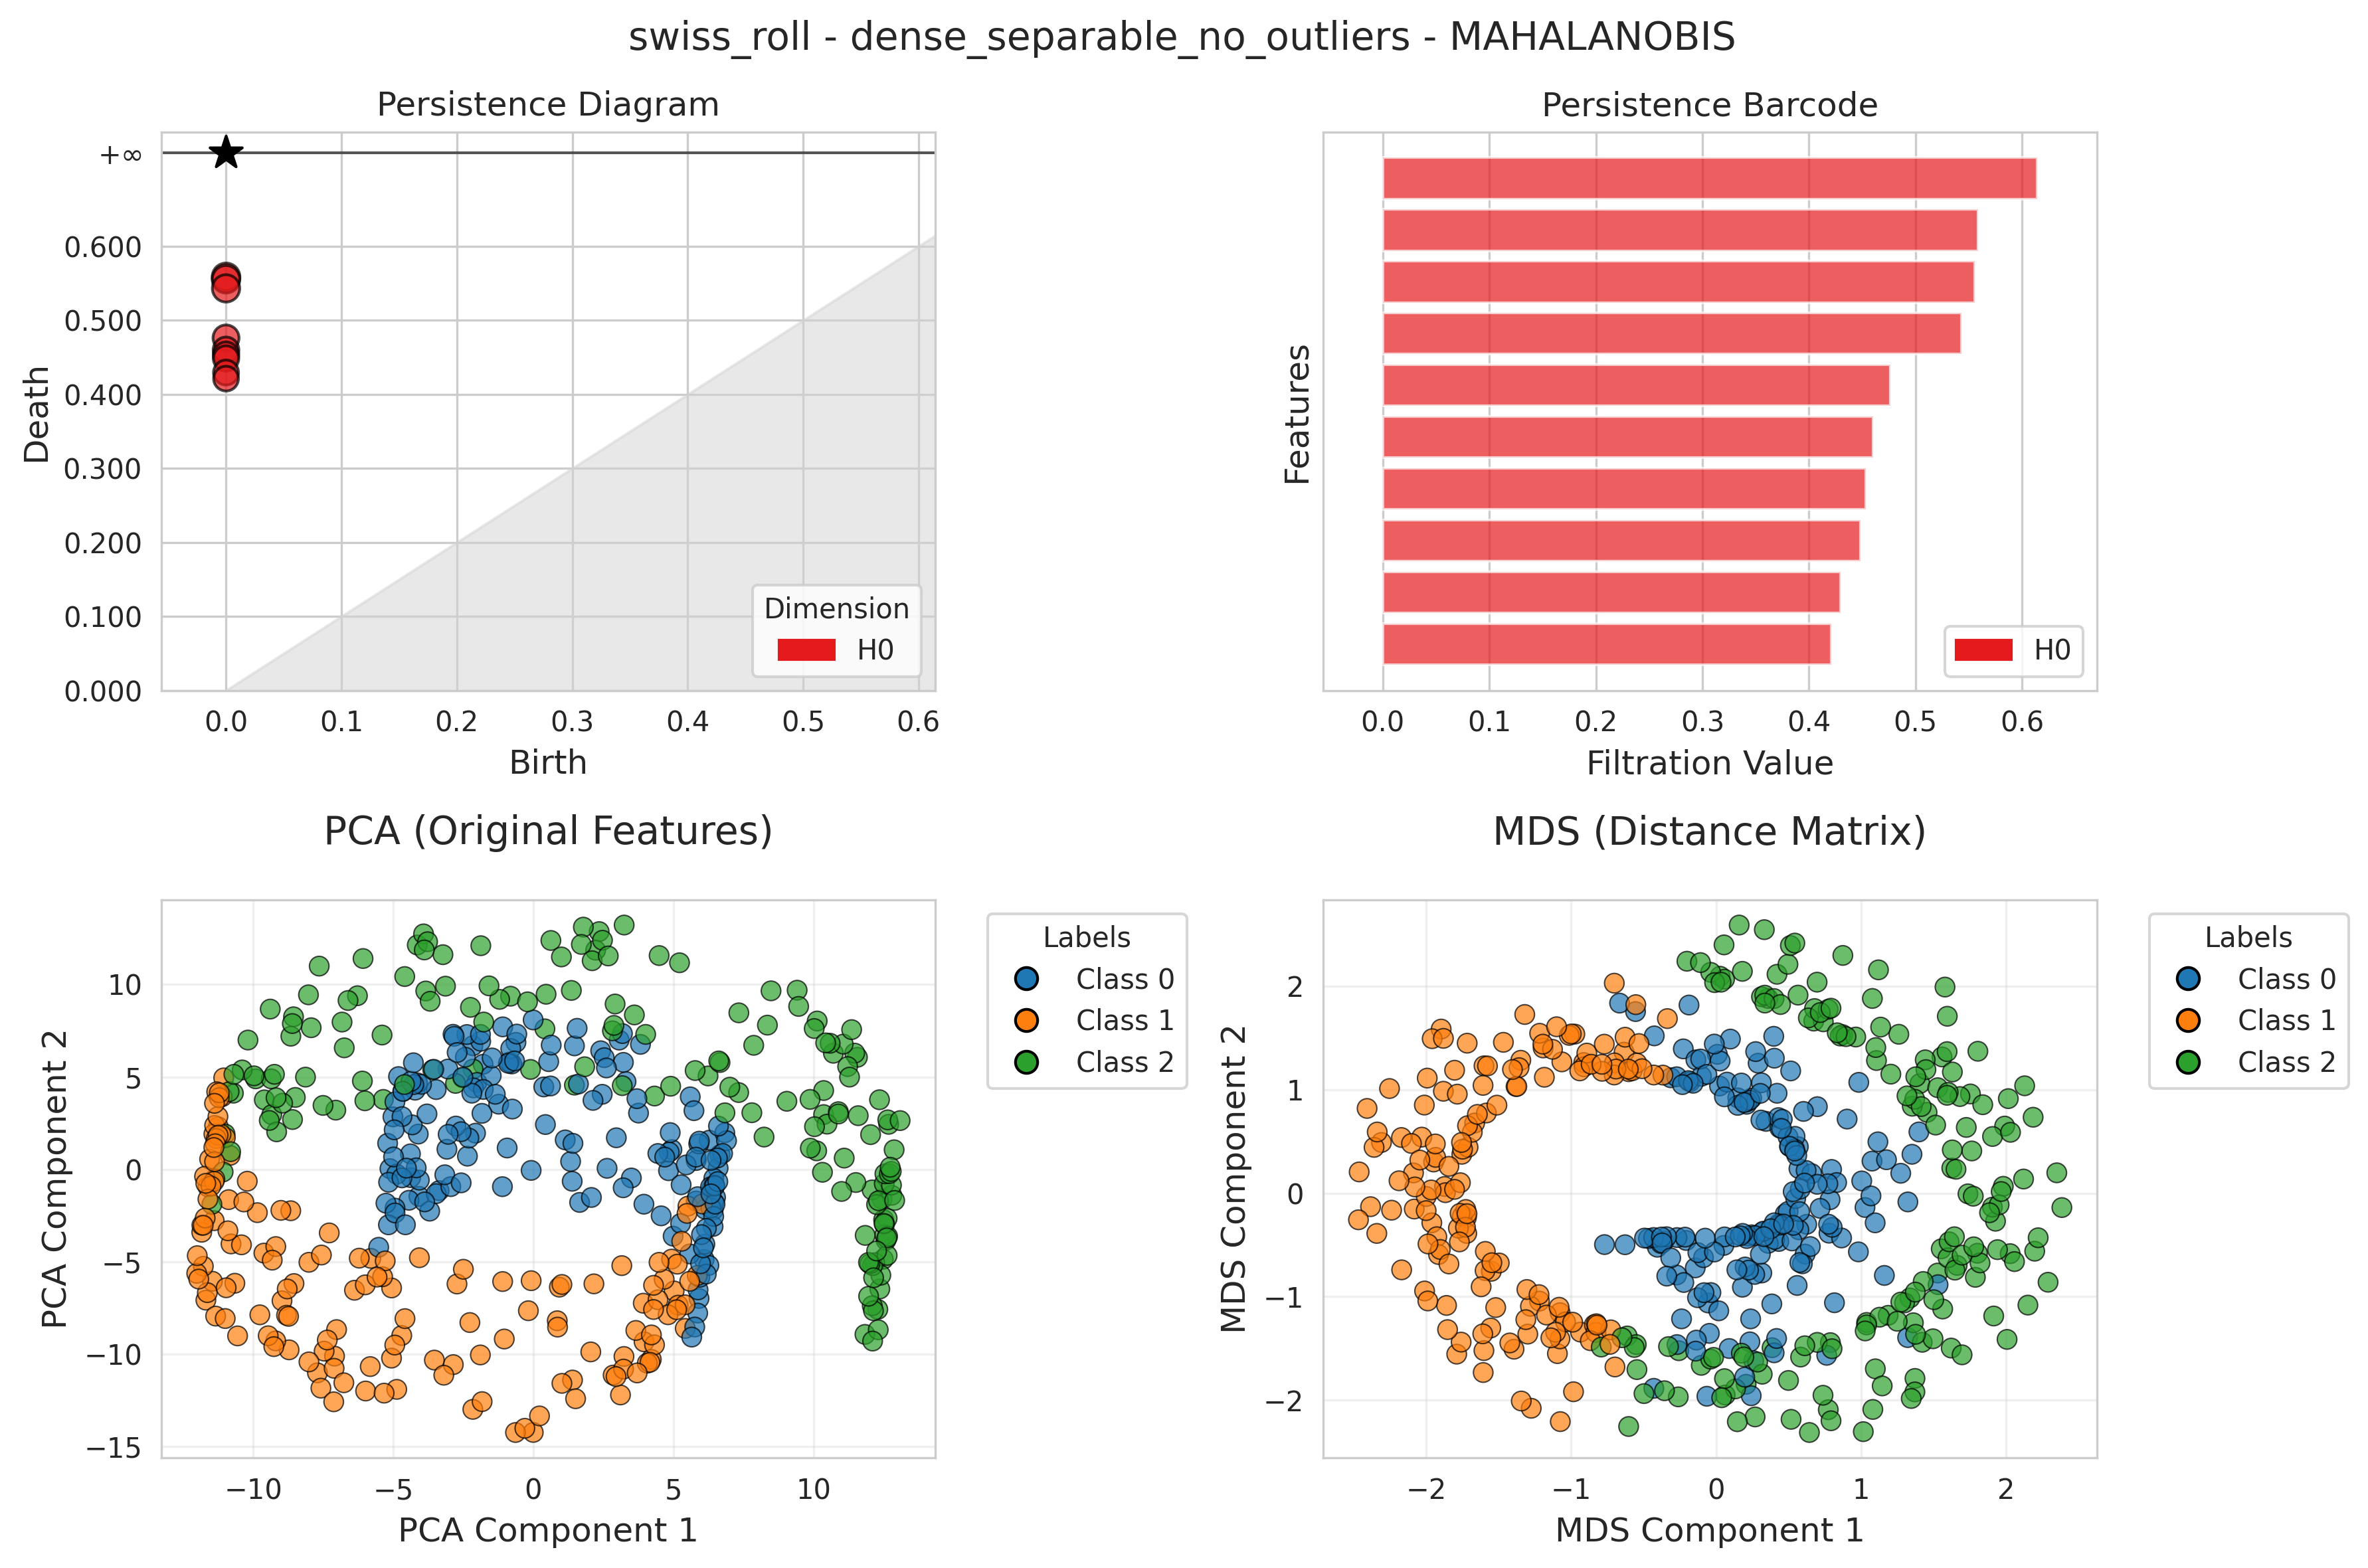 swiss_roll - dense_separable_no_outliers - MAHALANOBIS
Persistence Diagram
+∞
0.600
0.500
0.400
0.300
0.200
0.100
0.000
Death
0.0 0.1 0.2 0.3 0.4 0.5 0.6
Birth
Dimension
H0
Persistence Barcode
Features
0.0 0.1 0.2 0.3 0.4 0.5 0.6
Filtration Value
H0
PCA (Original Features)
PCA Component 2
10
5
0
−5
−10
−15
−10 −5 0 5 10
PCA Component 1
Labels
Class 0
Class 1
Class 2
MDS (Distance Matrix)
MDS Component 2
2
1
0
−1
−2
−2 −1 0 1 2
MDS Component 1
Labels
Class 0
Class 1
Class 2